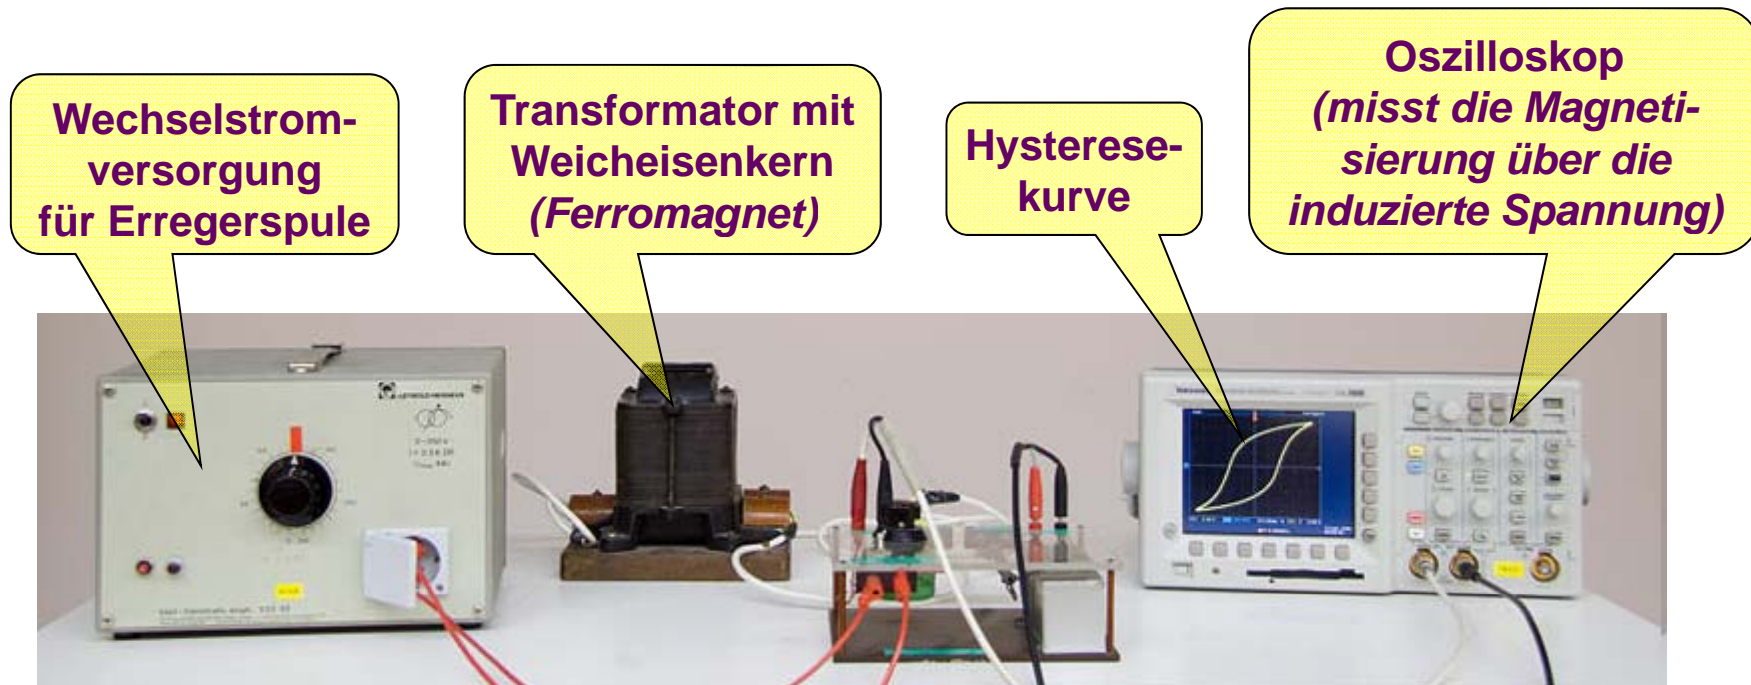 Wechselstrom-
versorgung
für Erregerspule
Transformator mit
Weicheisenkern
(Ferromagnet)
Hysterese-
kurve
Oszilloskop
(misst die Magneti-
sierung über die
induzierte Spannung)